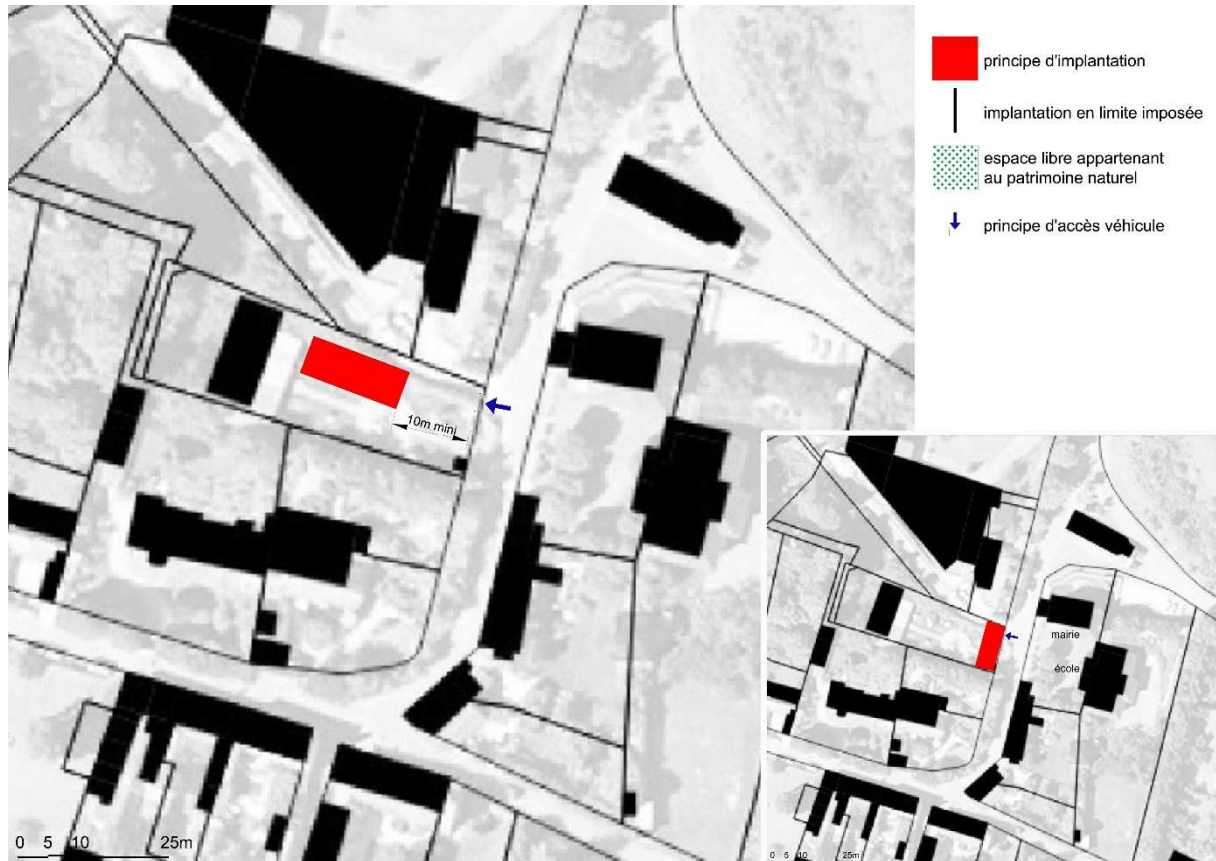 principe d'implantation
implantation en limite imposée
espace libre appartenant
au patrimoine naturel
principe d'accès véhicule
10m mini
mairie
école
0 5 10 25m
0 5 10 25m